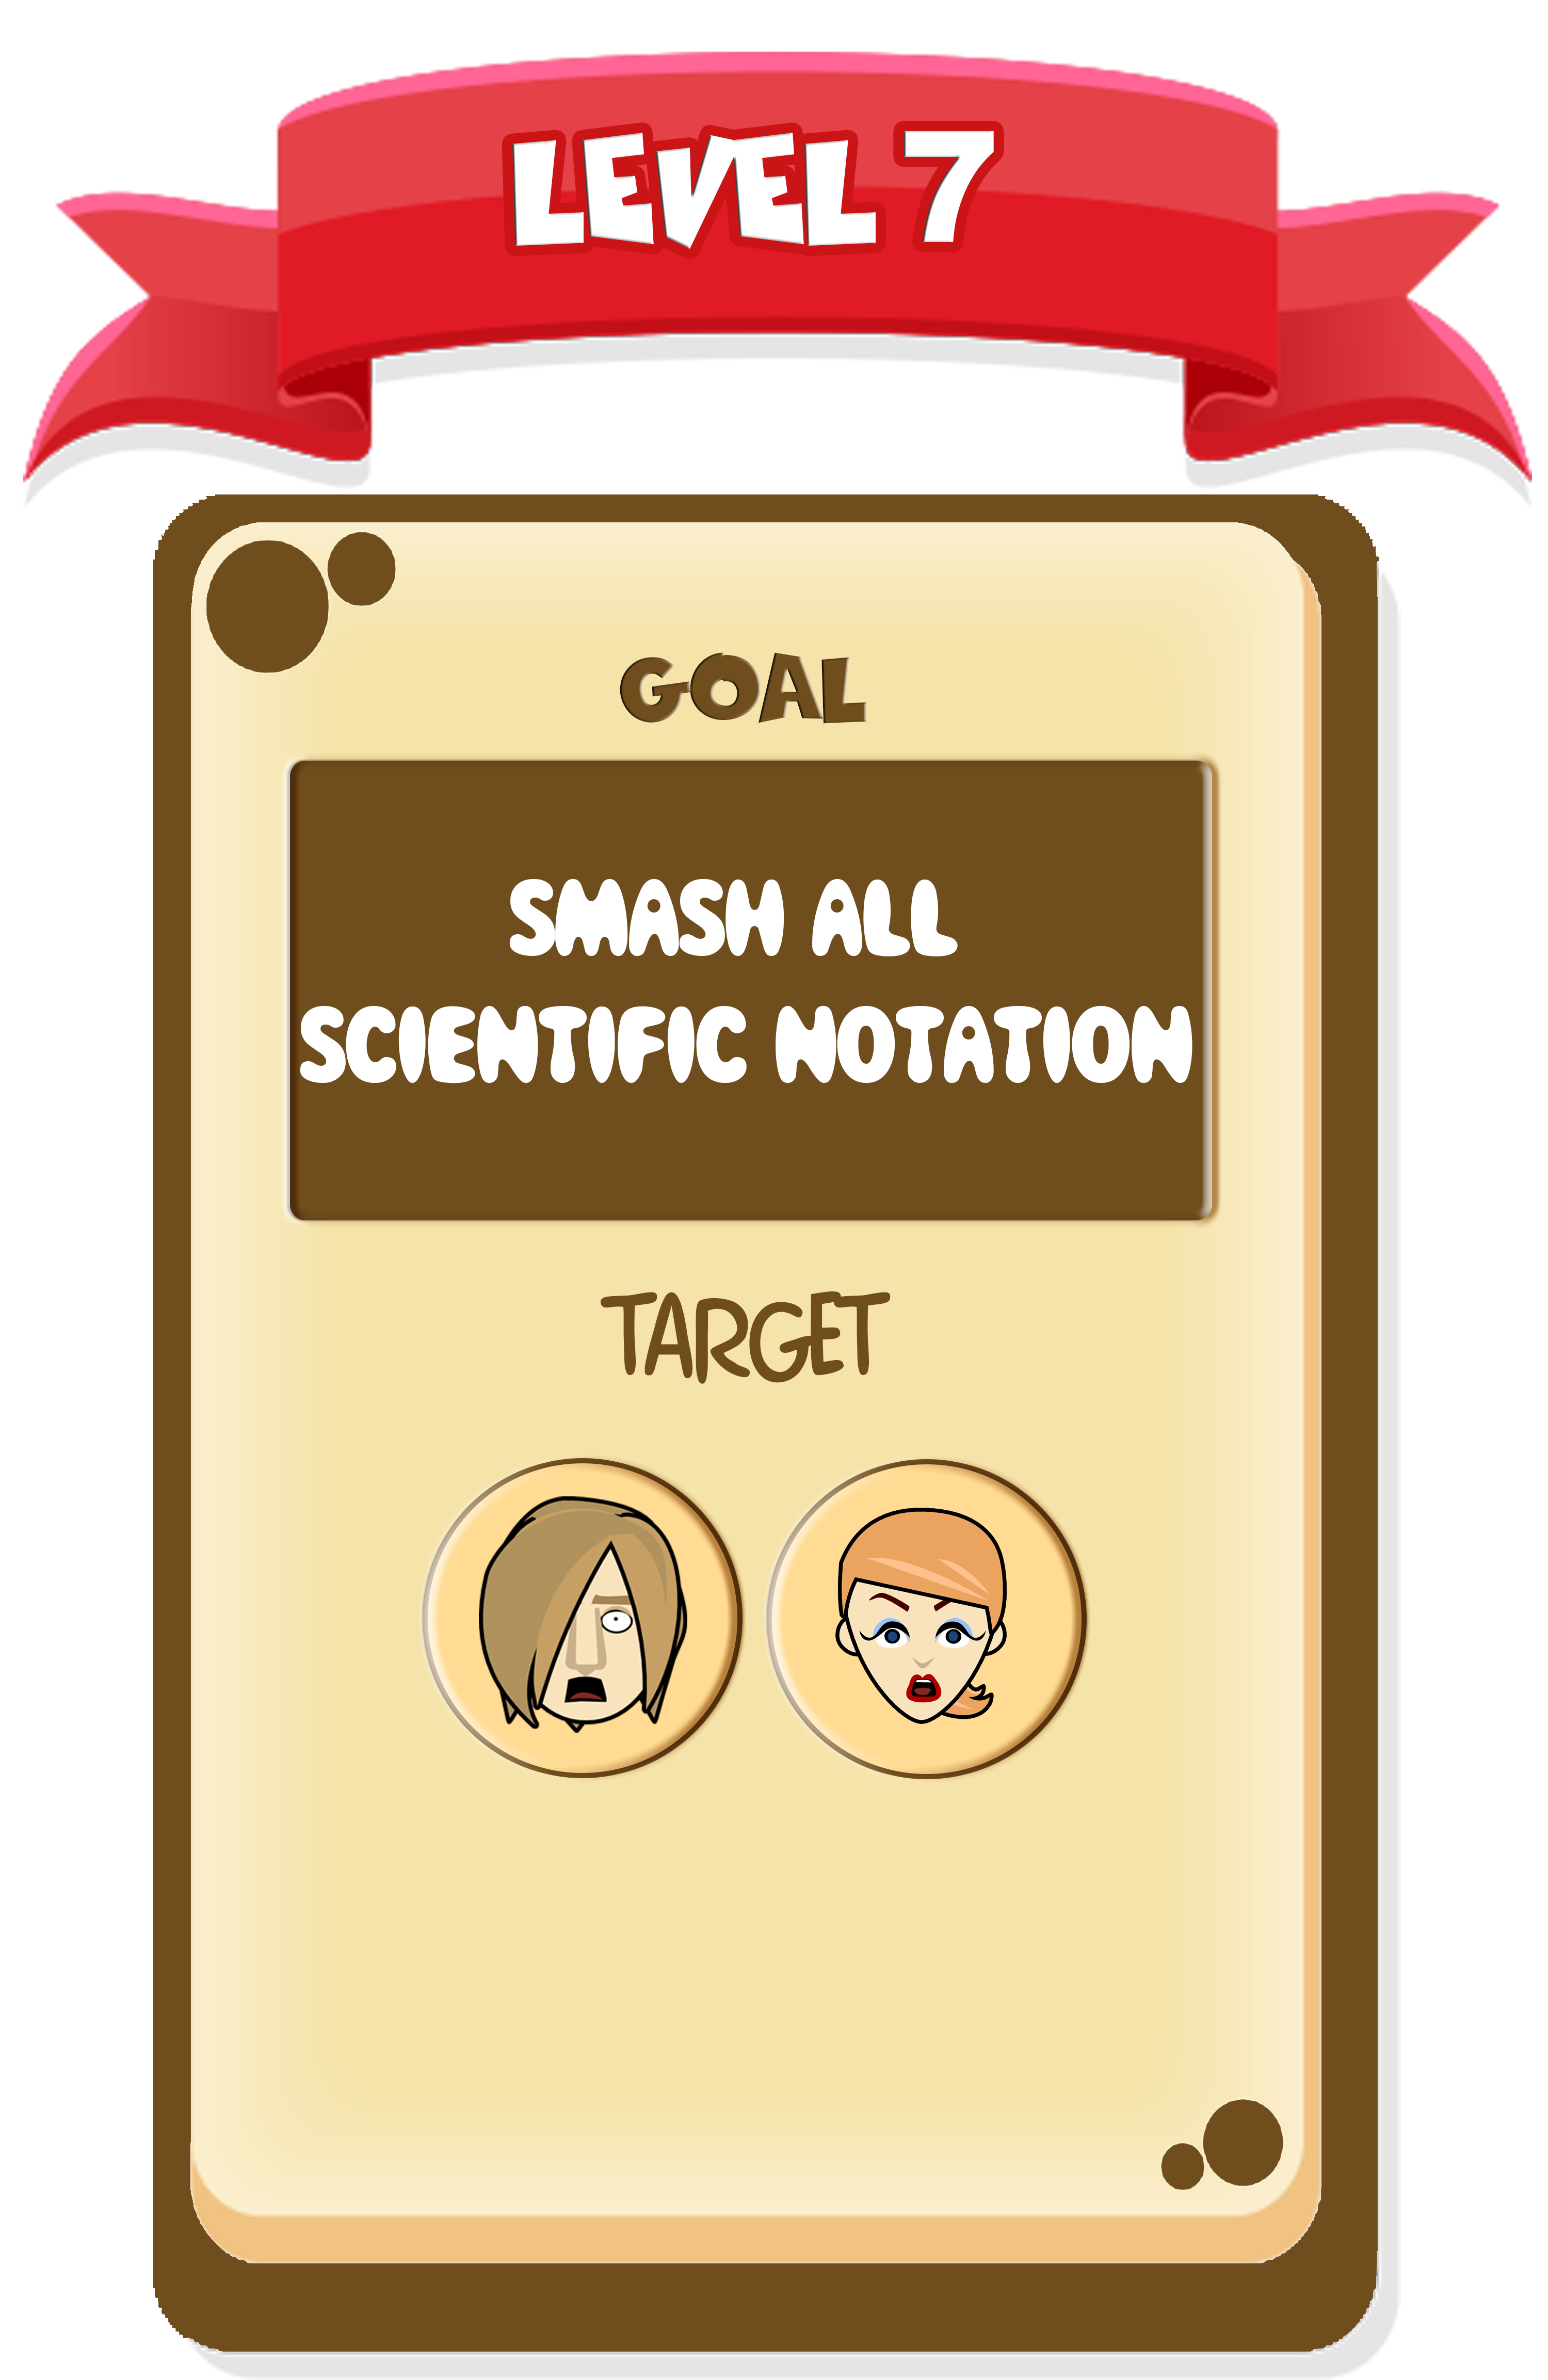 LEVEL 7
GOAL
SMASH ALL
SCIENTIFIC NOTATION
TARGET